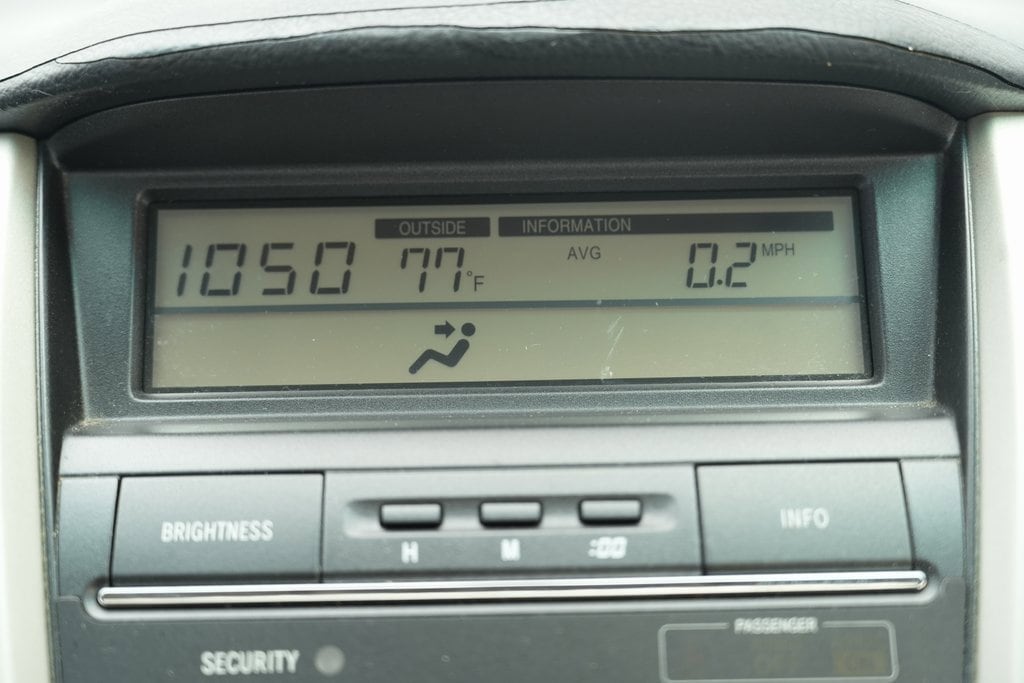 OUTSIDE INFORMATION
1050 77°F AVG 0.2 MPH
BRIGHTNESS INFO
H M :00
PASSENGER
SECURITY